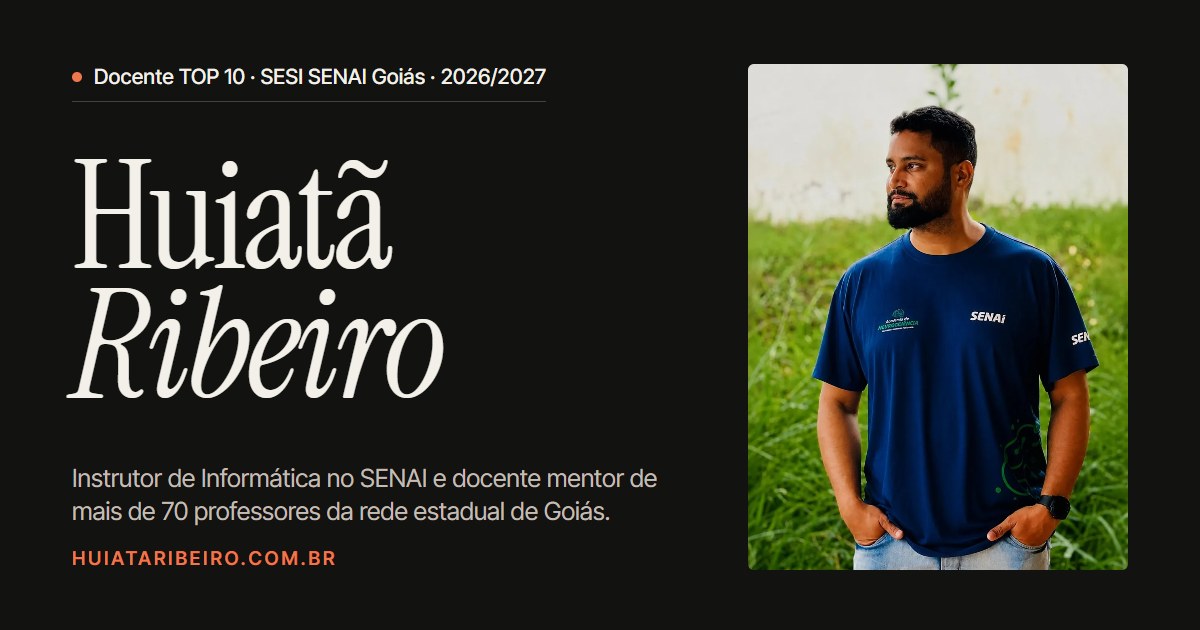 Docente TOP 10 · SESI SENAI Goiás · 2026/2027
Huiatã
Ribeiro
Instrutor de Informática no SENAI e docente mentor de
mais de 70 professores da rede estadual de Goiás.
HUIATARIBEIRO.COM.BR
SENAI
SEN